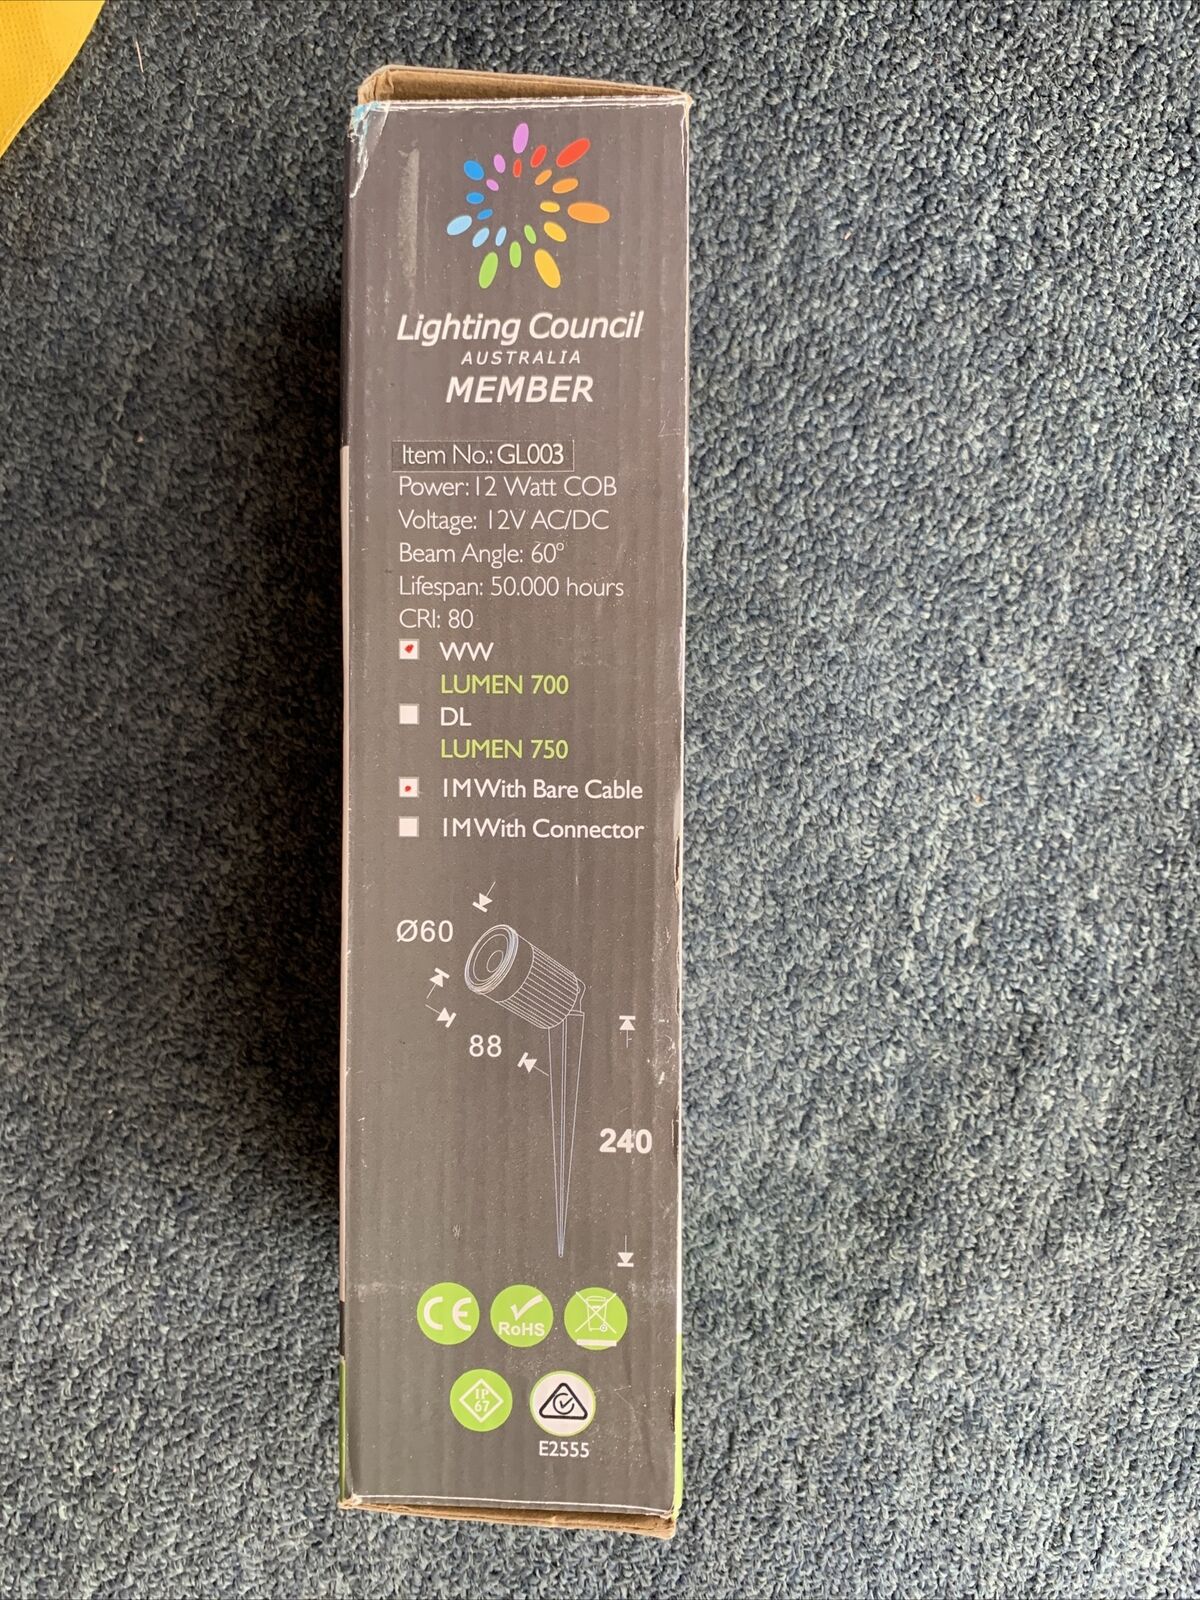 Lighting Council
AUSTRALIA
MEMBER
Item No.: GL003
Power: 12 Watt COB
Voltage: 12V AC/DC
Beam Angle: 60°
Lifespan: 50.000 hours
CRI: 80
WW
LUMEN 700
DL
LUMEN 750
1M With Bare Cable
1M With Connector
Ø60
88
240
CE
RoHS
IP
67
E2555